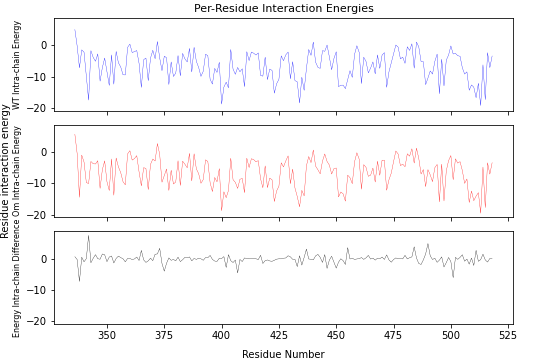 Per-Residue Interaction Energies
Residue interaction energy
WT Intra-chain Energy
0
−10
−20
Omi Intra-chain Energy
0
−10
−20
Energy Intra-chain Difference
0
−10
−20
350
375
400
425
450
475
500
525
Residue Number